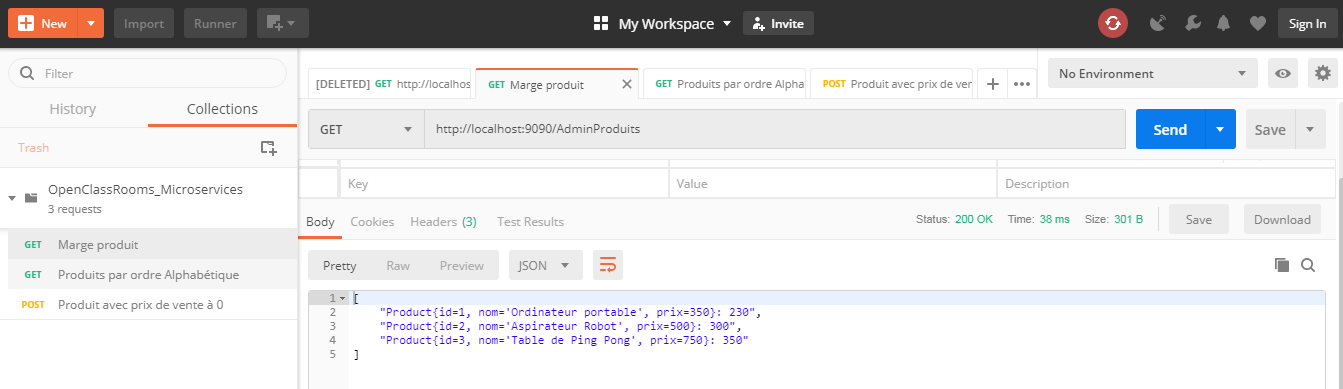 New Import Runner My Workspace Invite Sign In
Filter
History Collections
Trash
OpenClassRooms_Microservices
3 requests
GET Marge produit
GET Produits par ordre Alphabétique
POST Produit avec prix de vente à 0
[DELETED] GET http://localhos GET Marge produit GET Produits par ordre Alpha POST Produit avec prix de ven No Environment
GET http://localhost:9090/AdminProduits Send Save
Key Value Description
Body Cookies Headers (3) Test Results Status: 200 OK Time: 38 ms Size: 301 B Save Download
Pretty Raw Preview JSON
1 [
2 "Product{id=1, nom='Ordinateur portable', prix=350}: 230",
3 "Product{id=2, nom='Aspirateur Robot', prix=500}: 300",
4 "Product{id=3, nom='Table de Ping Pong', prix=750}: 350"
5 ]